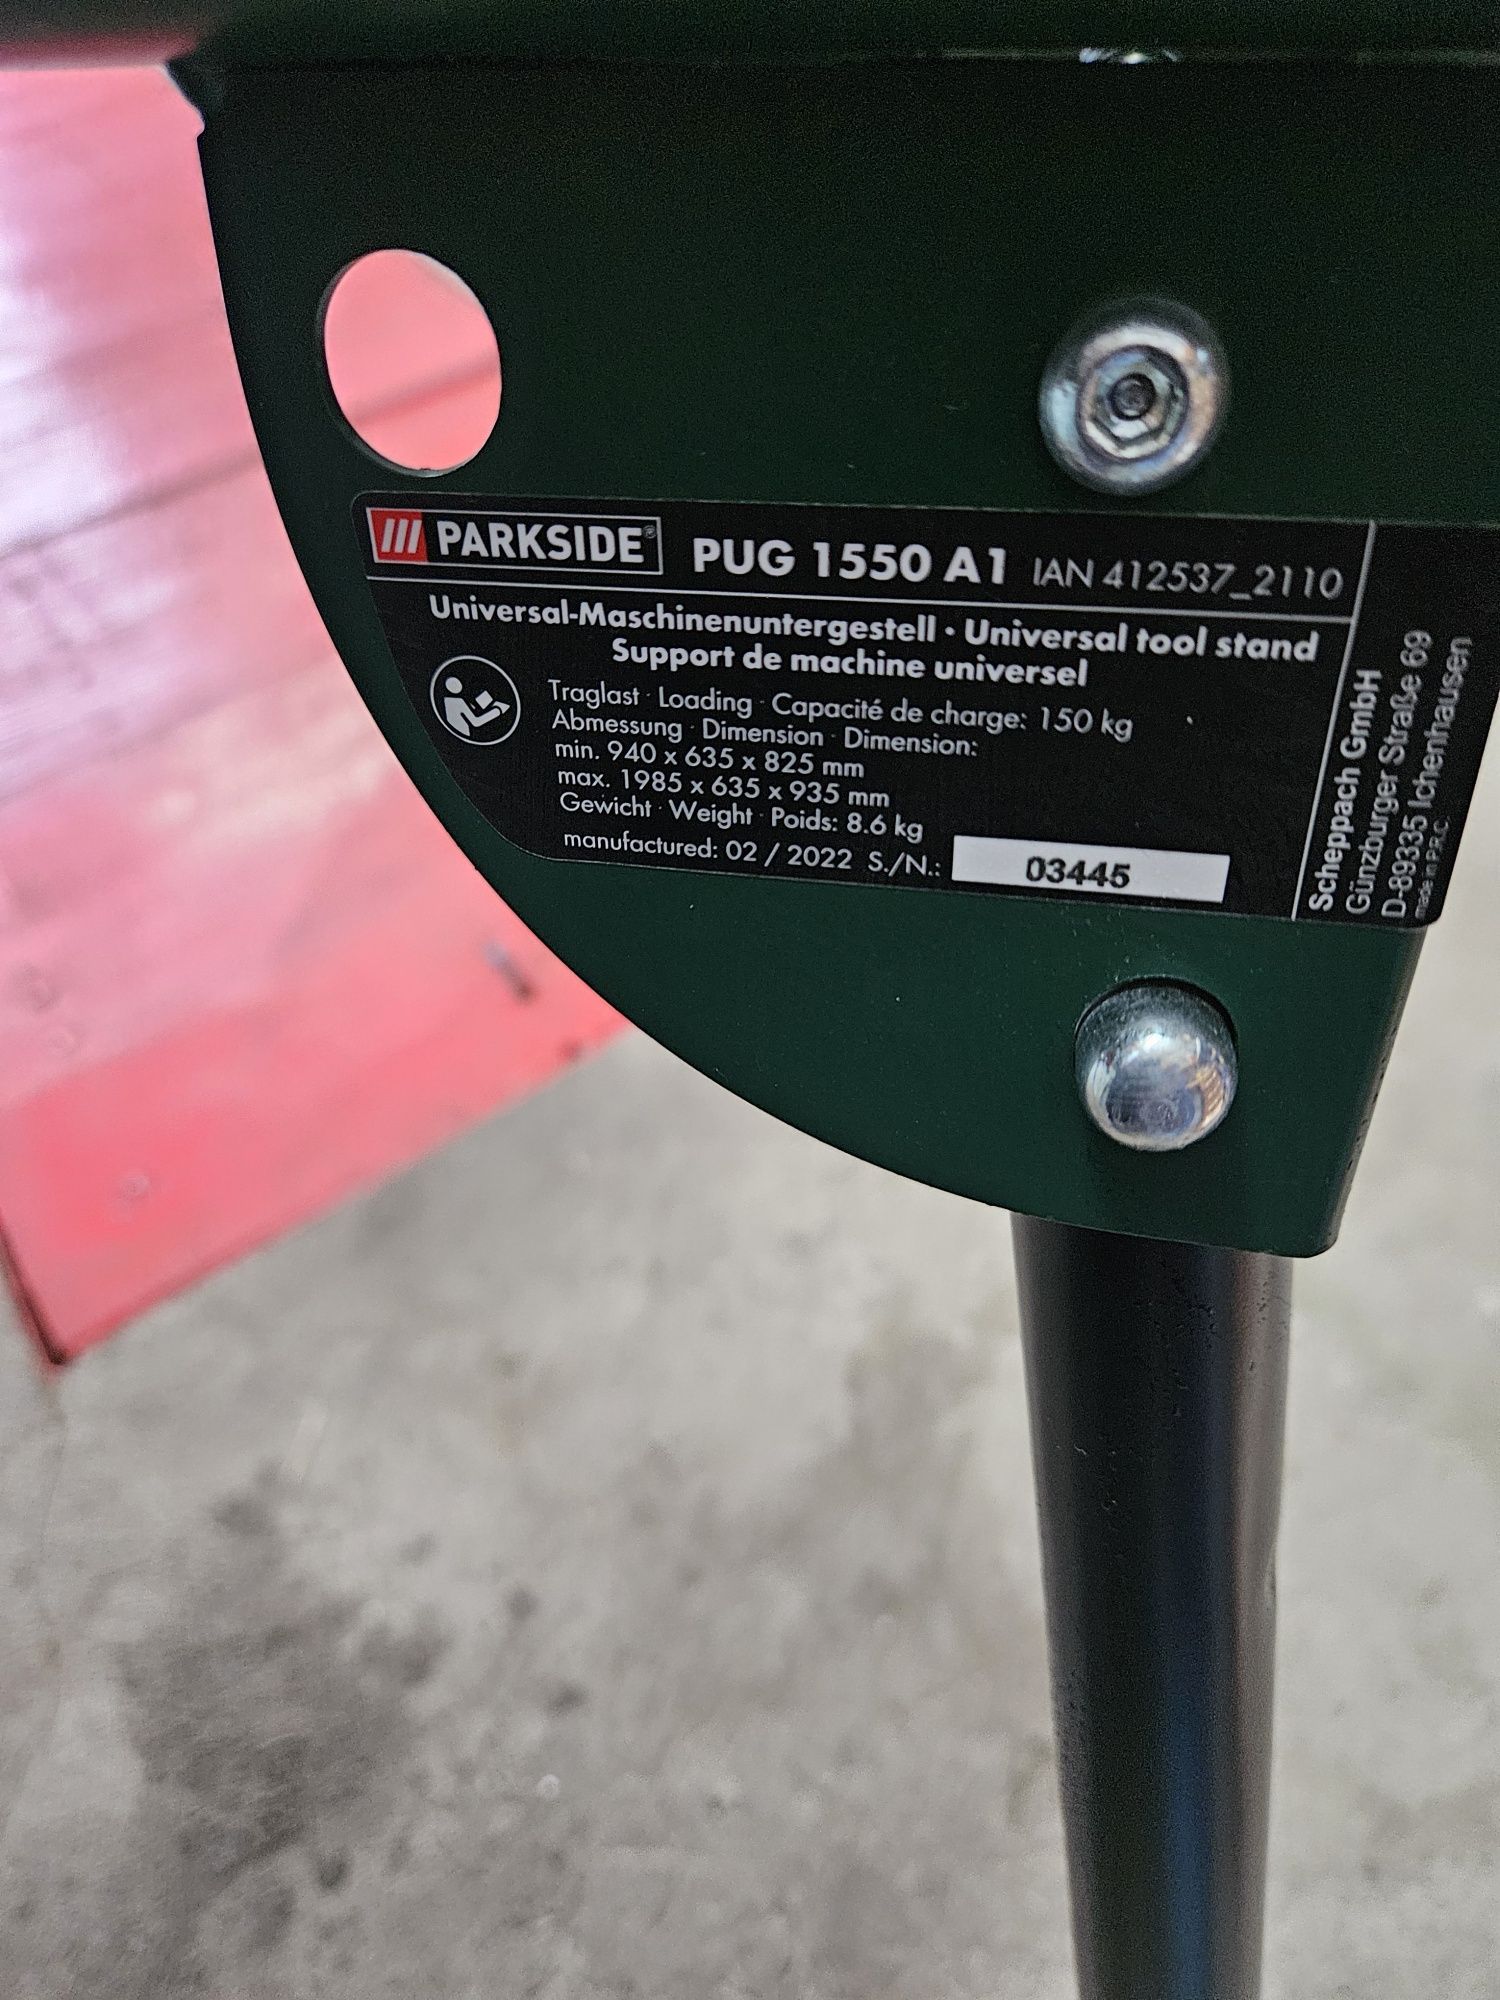 PARKSIDE® PUG 1550 A1 IAN 412537_2110
Universal-Maschinenuntergestell · Universal tool stand
Support de machine universel
Traglast · Loading · Capacité de charge: 150 kg
Abmessung · Dimension · Dimension:
min. 940 x 635 x 825 mm
max. 1985 x 635 x 935 mm
Gewicht · Weight · Poids: 8.6 kg
manufactured: 02 / 2022 S./N.: 03445
Scheppach GmbH
Günzburger Straße 69
D-89335 Ichenhausen
made in P.R.C.